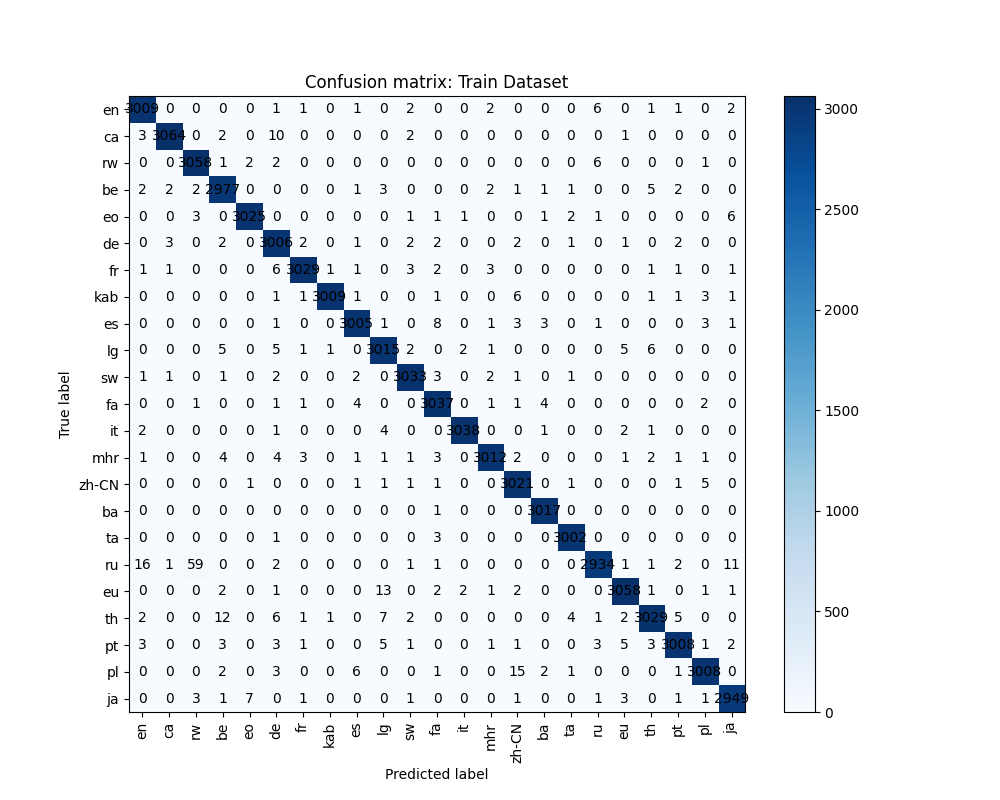 Confusion matrix: Train Dataset
en 3009 0 0 0 0 1 1 0 1 0 2 0 0 2 0 0 0 6 0 1 1 0 2
ca 3 3064 0 2 0 10 0 0 0 0 2 0 0 0 0 0 0 0 1 0 0 0 0
rw 0 0 3058 1 2 2 0 0 0 0 0 0 0 0 0 0 0 6 0 0 0 1 0
be 2 2 2 2977 0 0 0 0 1 3 0 0 0 2 1 1 1 0 0 5 2 0 0
eo 0 0 3 0 3025 0 0 0 0 0 1 1 1 0 0 1 2 1 0 0 0 0 6
de 0 3 0 2 0 3006 2 0 1 0 2 2 0 0 2 0 1 0 1 0 2 0 0
fr 1 1 0 0 0 6 3029 1 1 0 3 2 0 3 0 0 0 0 0 1 1 0 1
kab 0 0 0 0 0 1 1 3009 1 0 0 1 0 0 6 0 0 0 0 1 1 3 1
es 0 0 0 0 0 1 0 0 3005 1 0 8 0 1 3 3 0 1 0 0 0 3 1
lg 0 0 0 5 0 5 1 1 0 3015 2 0 2 1 0 0 0 0 5 6 0 0 0
sw 1 1 0 1 0 2 0 0 2 0 3033 3 0 2 1 0 1 0 0 0 0 0 0
fa 0 0 1 0 0 1 1 0 4 0 0 3037 0 1 1 4 0 0 0 0 0 2 0
it 2 0 0 0 0 1 0 0 0 4 0 0 3038 0 0 1 0 0 2 1 0 0 0
mhr 1 0 0 4 0 4 3 0 1 1 1 3 0 3012 2 0 0 0 1 2 1 1 0
zh-CN 0 0 0 0 1 0 0 0 1 1 1 1 0 0 3021 0 1 0 0 0 1 5 0
ba 0 0 0 0 0 0 0 0 0 0 0 1 0 0 0 3017 0 0 0 0 0 0 0
ta 0 0 0 0 0 1 0 0 0 0 0 3 0 0 0 0 3002 0 0 0 0 0 0
ru 16 1 59 0 0 2 0 0 0 0 1 1 0 0 0 0 0 2934 1 1 2 0 11
eu 0 0 0 2 0 1 0 0 0 13 0 2 2 1 2 0 0 0 3058 1 0 1 1
th 2 0 0 12 0 6 1 1 0 7 2 0 0 0 0 0 4 1 2 3029 5 0 0
pt 3 0 0 3 0 3 1 0 0 5 1 0 0 1 1 0 0 3 5 3 3008 1 2
pl 0 0 0 2 0 3 0 0 6 0 0 1 0 0 15 2 1 0 0 0 1 3008 0
ja 0 0 3 1 7 0 1 0 0 0 1 0 0 0 1 0 0 1 3 0 1 1 2949
en ca rw be eo de fr kab es lg sw fa it mhr zh-CN ba ta ru eu th pt pl ja
True label
Predicted label
3000
2500
2000
1500
1000
500
0